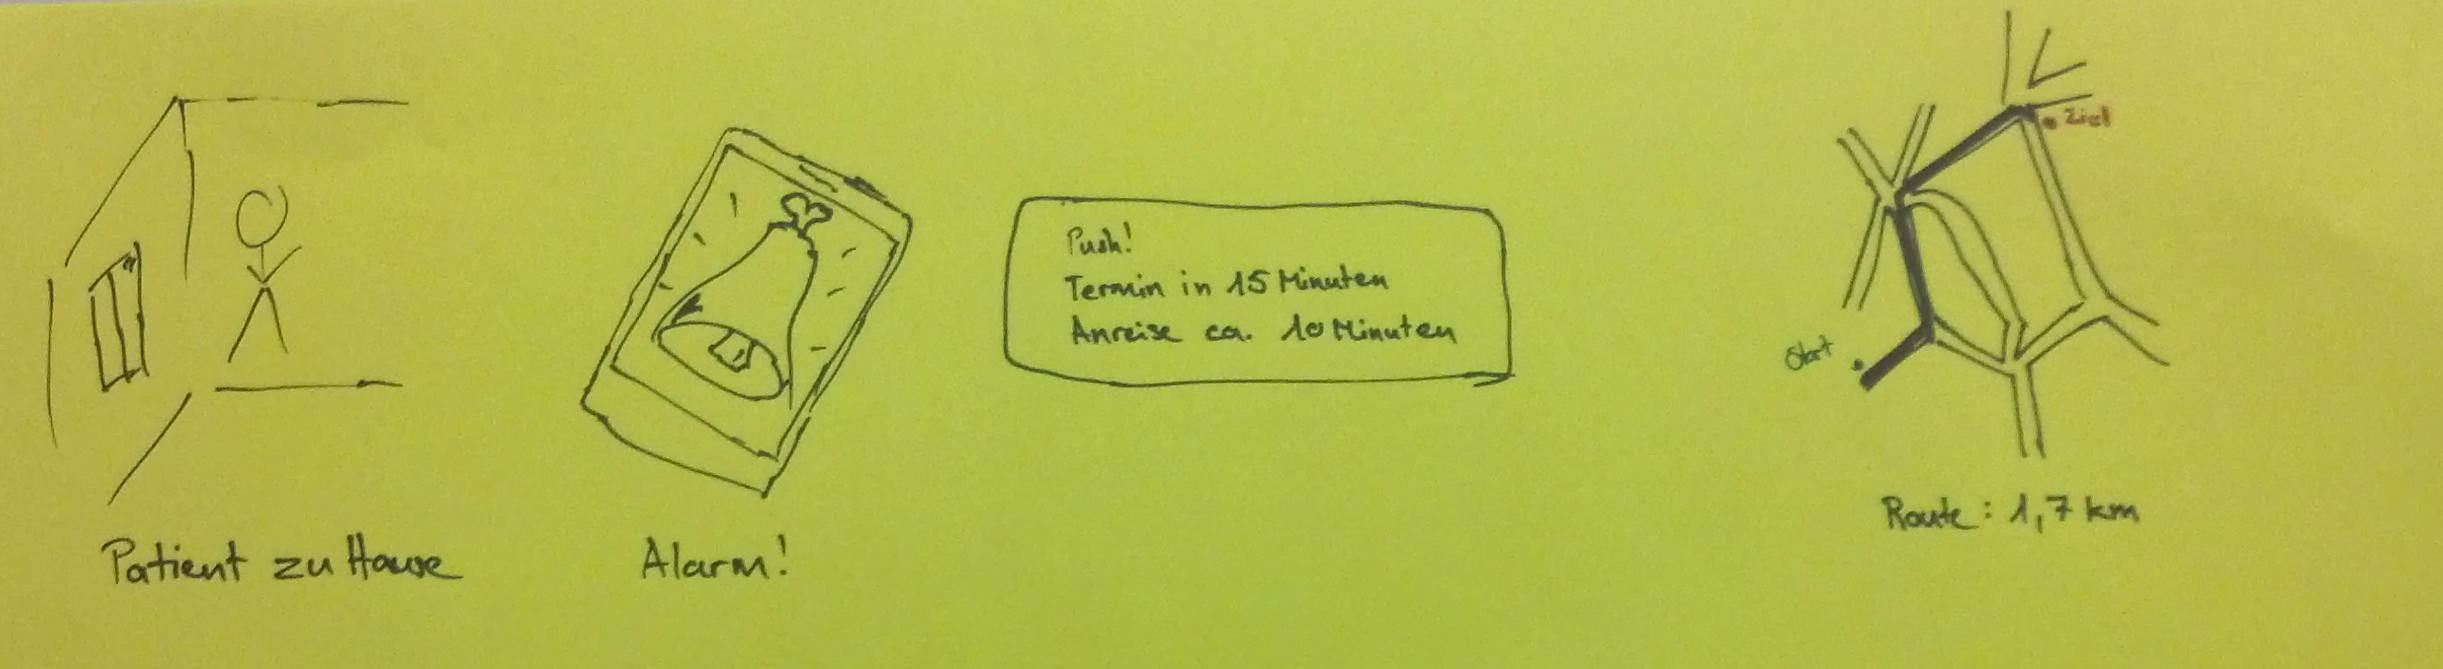 Patient zu Hause
Alarm!
Push!
Termin in 15 Minuten
Anreise ca. 10 Minuten
Ziel
Start
Route: 1,7 km